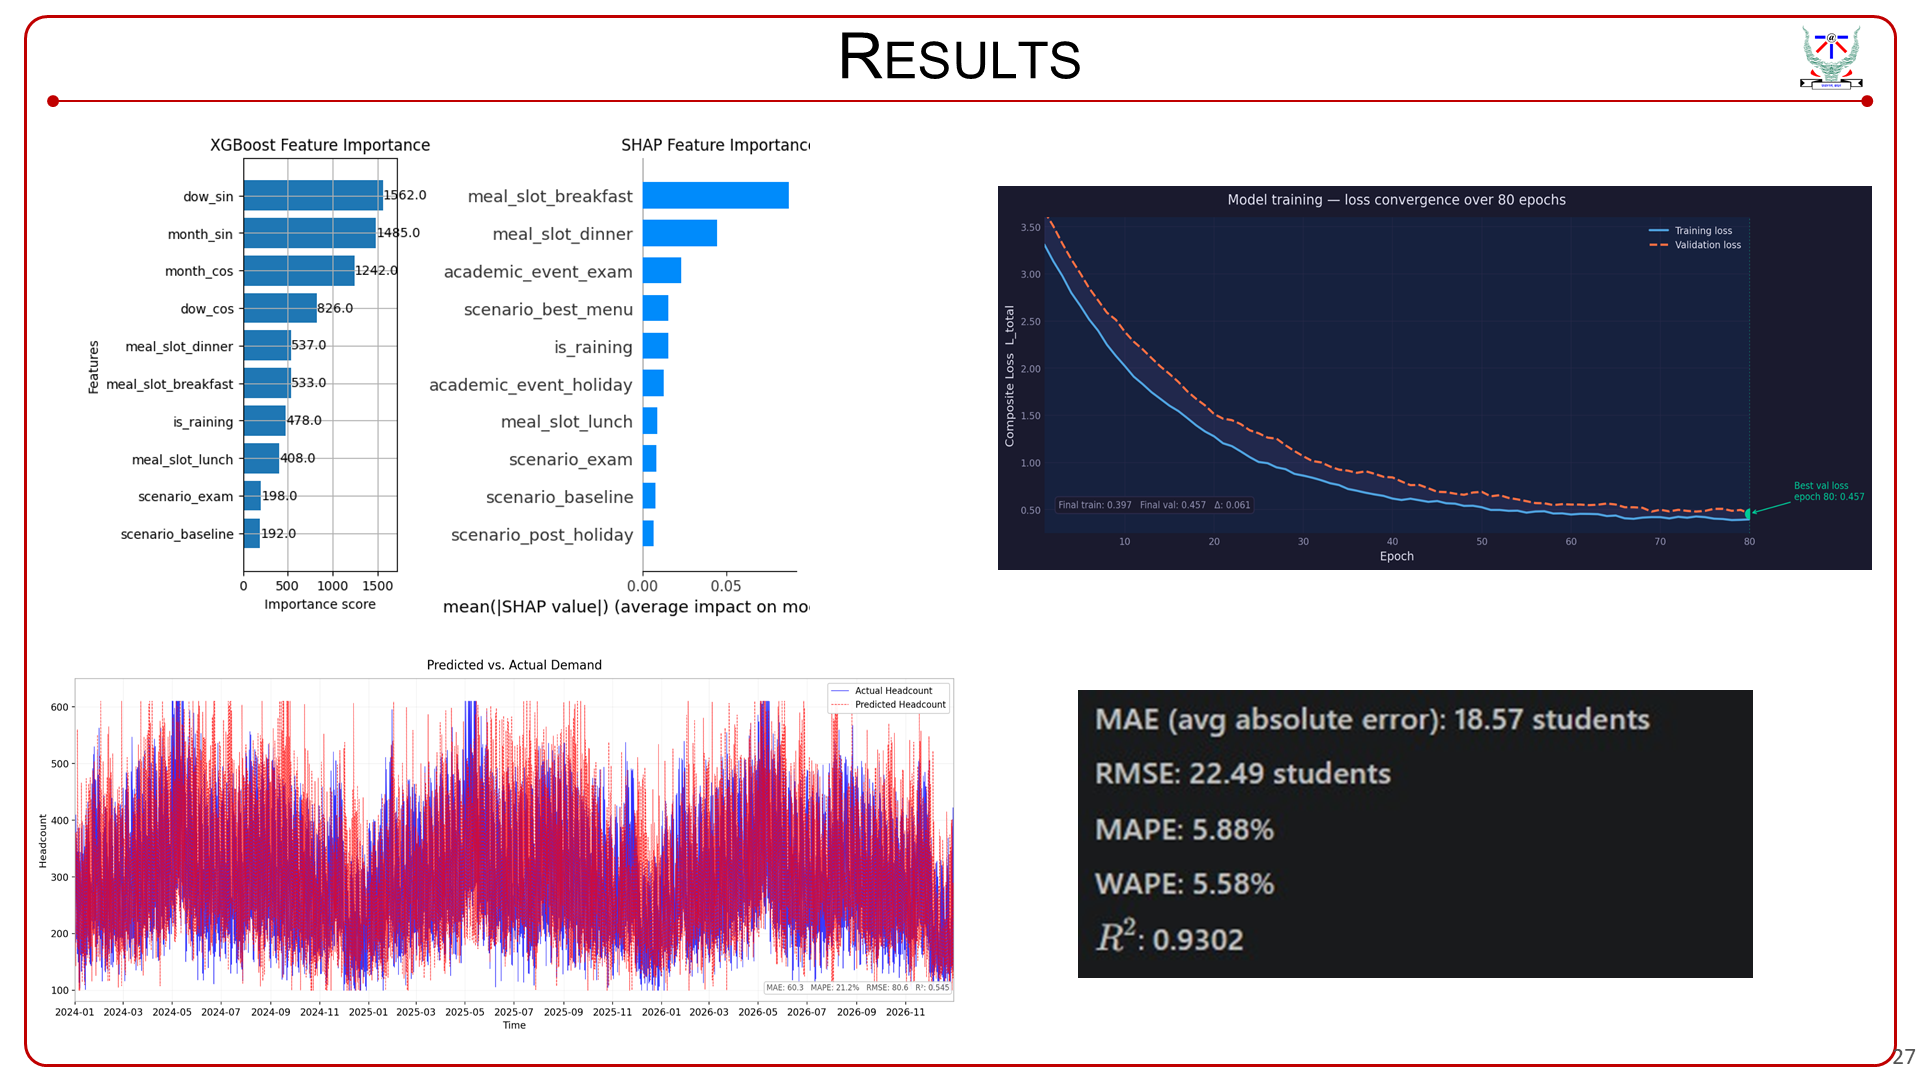 RESULTS
XGBoost Feature Importance
Features
dow_sin
month_sin
month_cos
dow_cos
meal_slot_dinner
meal_slot_breakfast
is_raining
meal_slot_lunch
scenario_exam
scenario_baseline
1562.0
1485.0
1242.0
826.0
537.0
533.0
478.0
408.0
198.0
192.0
0 500 1000 1500
Importance score
SHAP Feature Importanc
meal_slot_breakfast
meal_slot_dinner
academic_event_exam
scenario_best_menu
is_raining
academic_event_holiday
meal_slot_lunch
scenario_exam
scenario_baseline
scenario_post_holiday
0.00 0.05
mean(|SHAP value|) (average impact on mo
Model training — loss convergence over 80 epochs
Composite Loss L_total
3.50
3.00
2.50
2.00
1.50
1.00
0.50
Training loss
Validation loss
Best val loss
epoch 80: 0.457
Final train: 0.397 Final val: 0.457 Δ: 0.061
10 20 30 40 50 60 70 80
Epoch
Predicted vs. Actual Demand
Actual Headcount
Predicted Headcount
Headcount
600
500
400
300
200
100
MAE: 60.3 MAPE: 21.2% RMSE: 80.6 R²: 0.545
2024-01 2024-03 2024-05 2024-07 2024-09 2024-11 2025-01 2025-03 2025-05 2025-07 2025-09 2025-11 2026-01 2026-03 2026-05 2026-07 2026-09 2026-11
Time
MAE (avg absolute error): 18.57 students
RMSE: 22.49 students
MAPE: 5.88%
WAPE: 5.58%
R²: 0.9302
27